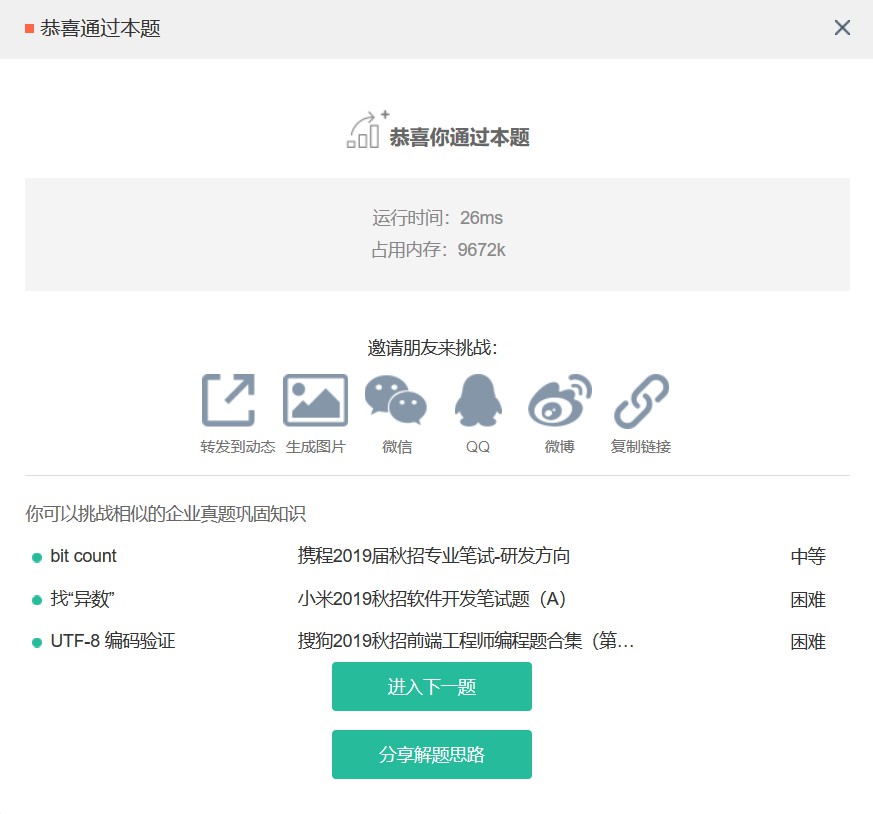 恭喜通过本题
恭喜你通过本题
运行时间：26ms
占用内存：9672k
邀请朋友来挑战：
转发到动态 生成图片 微信 QQ 微博 复制链接
你可以挑战相似的企业真题巩固知识
bit count 携程2019届秋招专业笔试-研发方向 中等
找“异数” 小米2019秋招软件开发笔试题（A） 困难
UTF-8 编码验证 搜狗2019秋招前端工程师编程题合集（第… 困难
进入下一题
分享解题思路